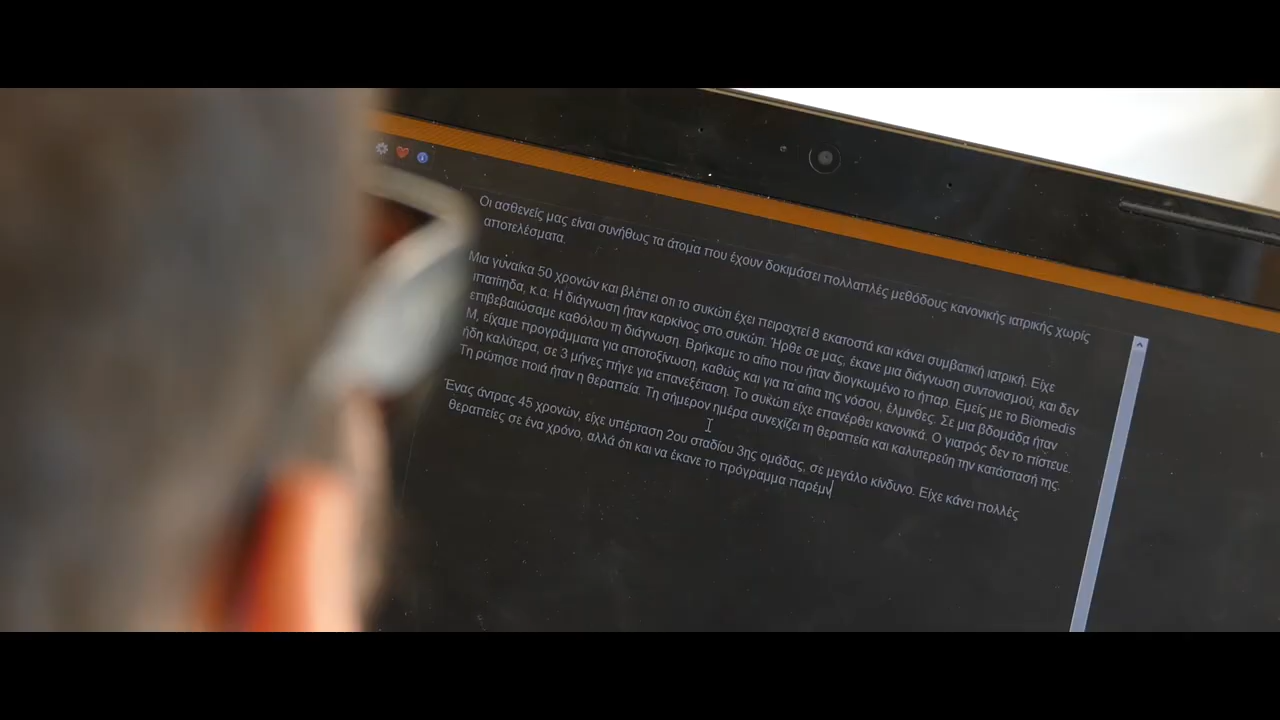 Οι ασθενείς μας είναι συνήθως τα άτομα που έχουν δοκιμάσει πολλαπλές μεθόδους κανονικής ιατρικής χωρίς
αποτελέσματα.
Μια γυναίκα 50 χρονών και βλέπει οτι το συκώτι έχει πειραχτεί 8 εκατοστά και κάνει συμβατική ιατρική. Είχε
ιπατίτιδα, κ.α. Η διάγνωση ήταν καρκίνος στο συκώτι. Ήρθε σε μας, έκανε μια διάγνωση συντονισμού, και δεν
επιβεβαιώσαμε καθόλου τη διάγνωση. Βρήκαμε το αίτιο που ήταν διογκωμένο το ήπαρ. Εμείς με το Biomedis
Μ, είχαμε προγράμματα για αποτοξίνωση, καθώς και για τα αίτια της νόσου, έλμινθες. Σε μια βδομάδα ήταν
ήδη καλύτερα, σε 3 μήνες πήγε για επανεξέταση. Το συκώτι είχε επανέρθει κανονικά. Ο γιατρός δεν το πίστευε.
Τη ρώτησε ποιά ήταν η θεραπεία. Τη σήμερον ημέρα συνεχίζει τη θεραπεία και καλυτερεύη την κατάστασή της.
Ένας άντρας 45 χρονών, είχε υπέρταση 2ου σταδίου 3ης ομάδας, σε μεγάλο κίνδυνο. Είχε κάνει πολλές
θεραπείες σε ένα χρόνο, αλλά ότι και να έκανε το πρόγραμμα παρέμν